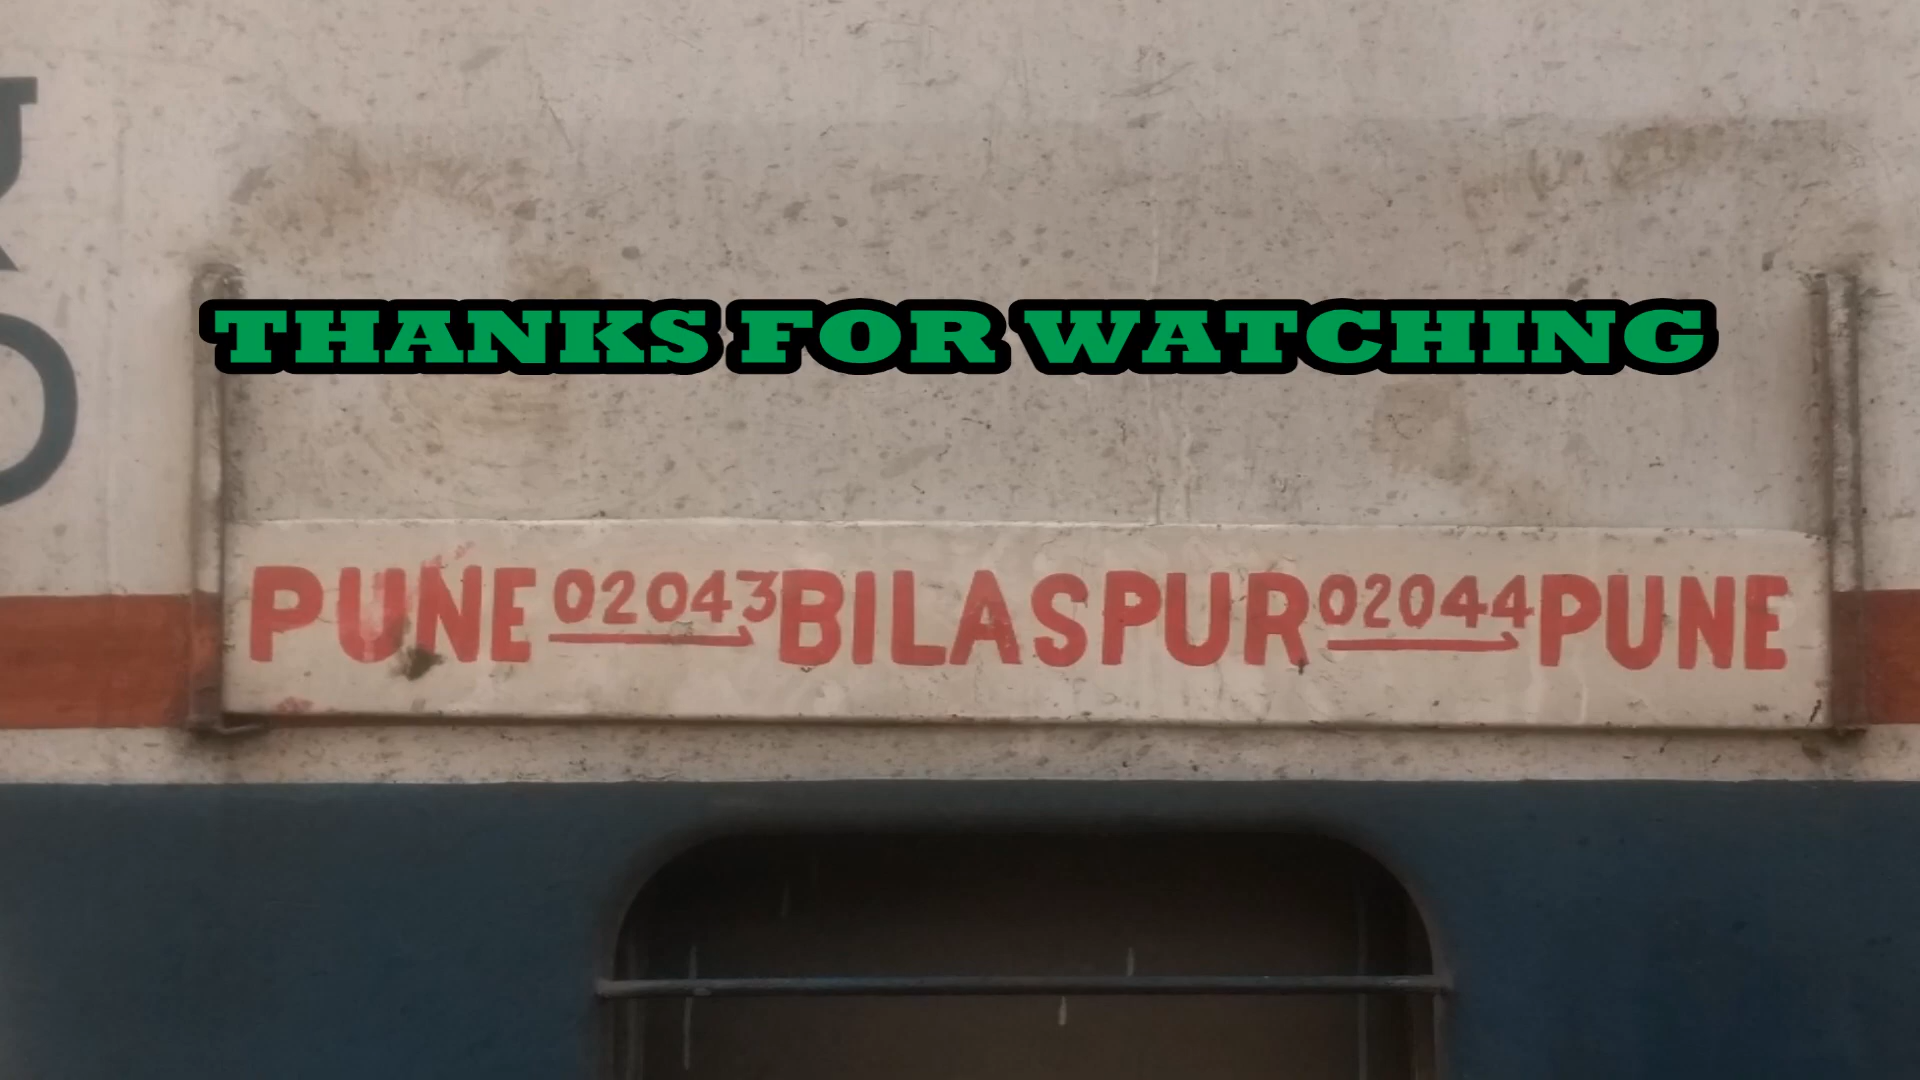 THANKS FOR WATCHING
PUNE 02043 BILASPUR 02044 PUNE